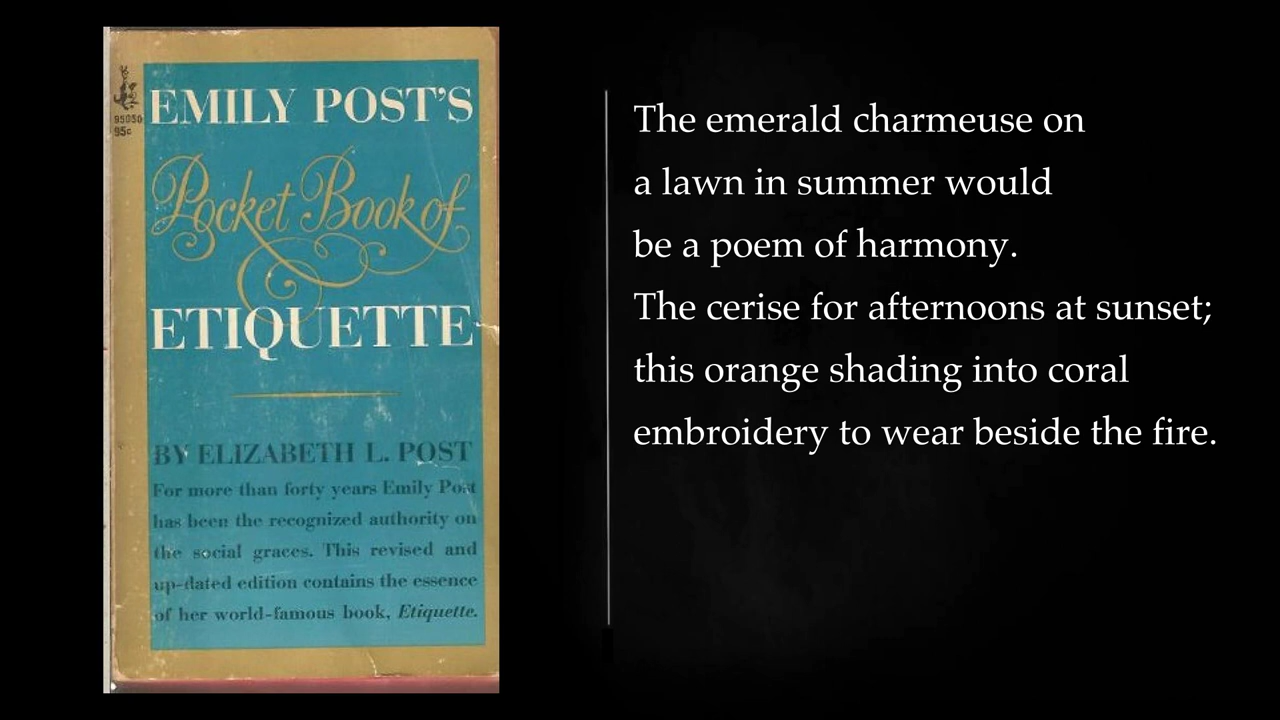 95050
95c
EMILY POST'S
Pocket Book of
ETIQUETTE
BY ELIZABETH L. POST
For more than forty years Emily Post
has been the recognized authority on
the social graces. This revised and
up-dated edition contains the essence
of her world-famous book, Etiquette.
The emerald charmeuse on
a lawn in summer would
be a poem of harmony.
The cerise for afternoons at sunset;
this orange shading into coral
embroidery to wear beside the fire.